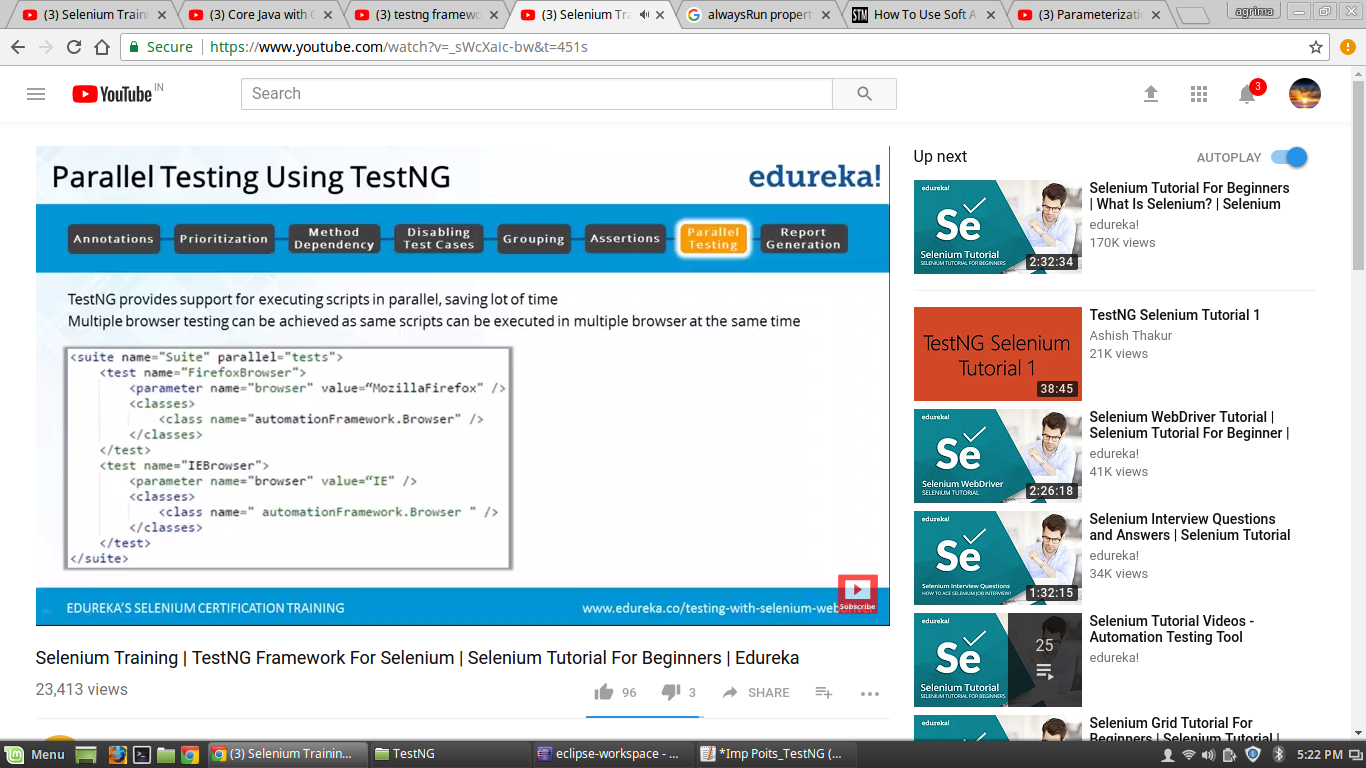 (3) Selenium Traini
(3) Core Java with
(3) testng framewo
(3) Selenium Tra
alwaysRun propert
STM How To Use Soft A
(3) Parameterizatio
agrima
Secure https://www.youtube.com/watch?v=_sWcXaic-bw&t=451s
YouTube IN
Search
3
Parallel Testing Using TestNG
edureka!
Annotations
Prioritization
Method
Dependency
Disabling
Test Cases
Grouping
Assertions
Parallel
Testing
Report
Generation
TestNG provides support for executing scripts in parallel, saving lot of time
Multiple browser testing can be achieved as same scripts can be executed in multiple browser at the same time
<suite name="Suite" parallel="tests">
<test name="FirefoxBrowser">
<parameter name="browser" value=“MozillaFirefox" />
<classes>
<class name="automationFramework.Browser" />
</classes>
</test>
<test name="IEBrowser">
<parameter name="browser" value=“IE" />
<classes>
<class name=" automationFramework.Browser " />
</classes>
</test>
</suite>
EDUREKA'S SELENIUM CERTIFICATION TRAINING
www.edureka.co/testing-with-selenium-web
Subscribe
Selenium Training | TestNG Framework For Selenium | Selenium Tutorial For Beginners | Edureka
23,413 views
96
3
SHARE
Up next
AUTOPLAY
edureka!
Se
Selenium Tutorial
SELENIUM TUTORIAL FOR BEGINNERS
2:32:34
Selenium Tutorial For Beginners
| What Is Selenium? | Selenium
edureka!
170K views
TestNG Selenium
Tutorial 1
38:45
TestNG Selenium Tutorial 1
Ashish Thakur
21K views
edureka!
Se
Selenium WebDriver
SELENIUM TUTORIAL
2:26:18
Selenium WebDriver Tutorial |
Selenium Tutorial For Beginner |
edureka!
41K views
edureka!
Se
Selenium Interview Questions
HOW TO ACE SELENIUM JOB INTERVIEW?
1:32:15
Selenium Interview Questions
and Answers | Selenium Tutorial
edureka!
34K views
edureka!
Se
Selenium Tutorial
SELENIUM TUTORIAL FOR BEGINNERS
25
Selenium Tutorial Videos -
Automation Testing Tool
edureka!
edureka!
Selenium Grid Tutorial For
Beginners | Selenium Tutorial |
Menu
(3) Selenium Trainin...
TestNG
eclipse-workspace - ...
*Imp Poits_TestNG (...
5:22 PM